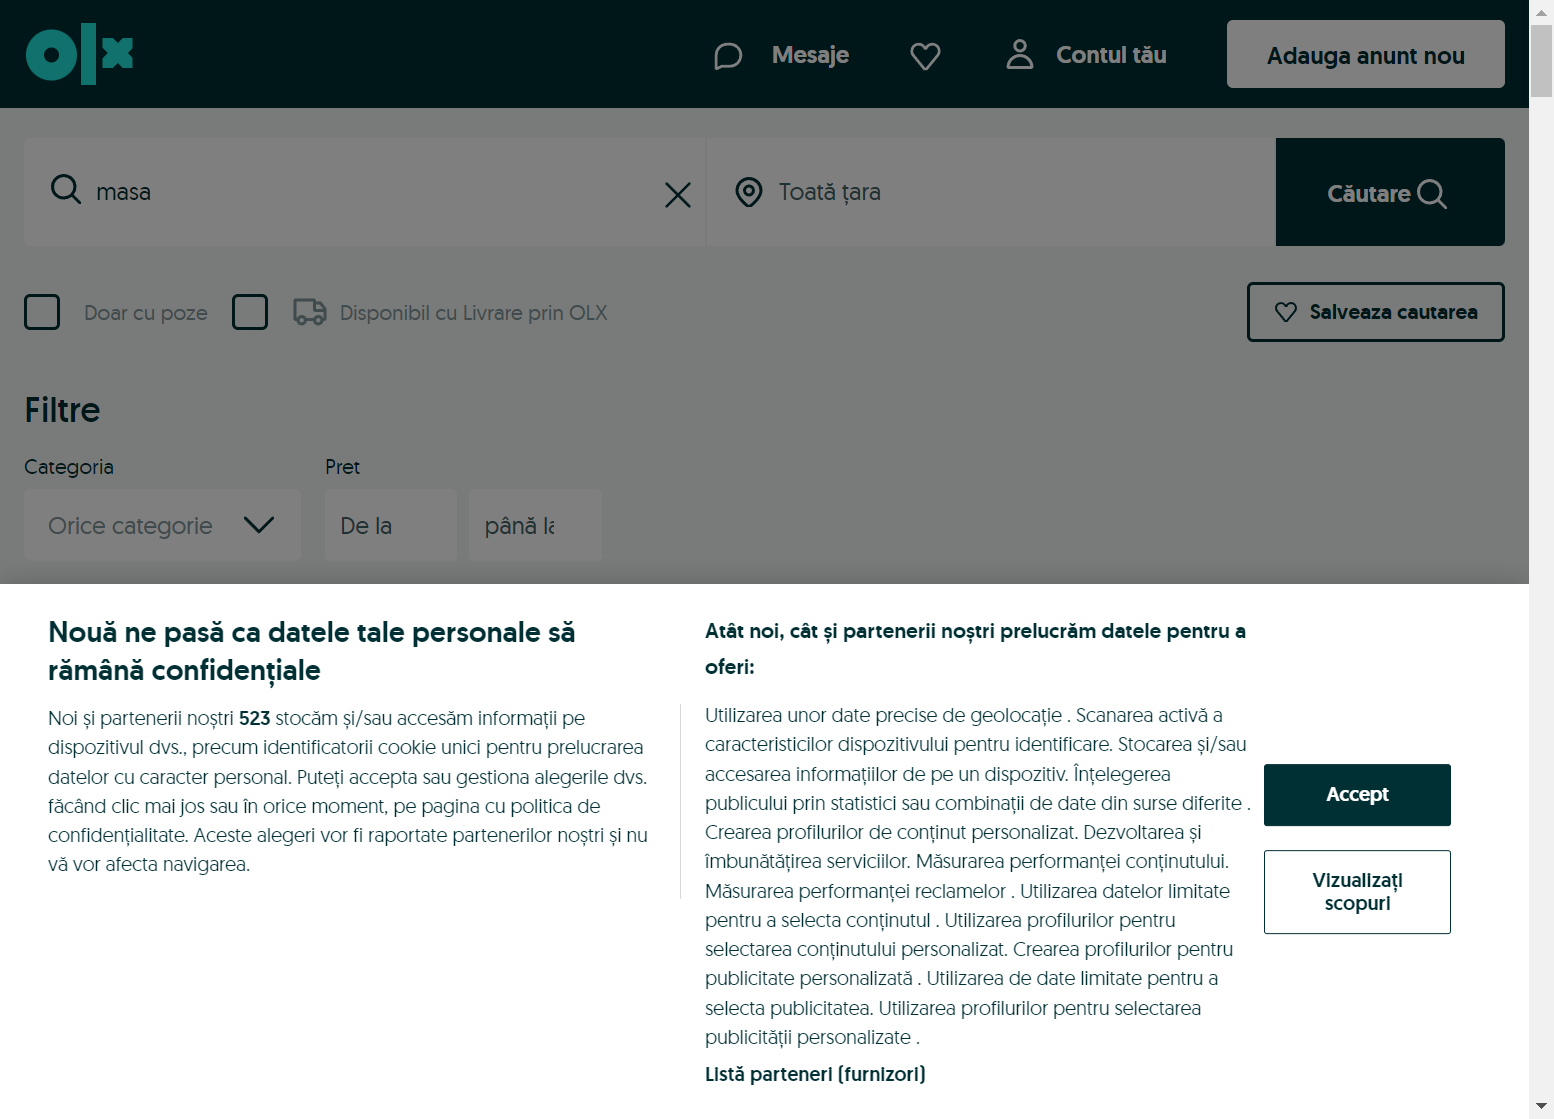 olx
Mesaje
Contul tău
Adauga anunt nou
masa
Toată țara
Căutare
Doar cu poze
Disponibil cu Livrare prin OLX
Salveaza cautarea
Filtre
Categoria
Pret
Orice categorie
De la
până la
Nouă ne pasă ca datele tale personale să
rămână confidențiale
Noi și partenerii noștri 523 stocăm și/sau accesăm informații pe
dispozitivul dvs., precum identificatorii cookie unici pentru prelucrarea
datelor cu caracter personal. Puteți accepta sau gestiona alegerile dvs.
făcând clic mai jos sau în orice moment, pe pagina cu politica de
confidențialitate. Aceste alegeri vor fi raportate partenerilor noștri și nu
vă vor afecta navigarea.
Atât noi, cât și partenerii noștri prelucrăm datele pentru a
oferi:
Utilizarea unor date precise de geolocație . Scanarea activă a
caracteristicilor dispozitivului pentru identificare. Stocarea și/sau
accesarea informațiilor de pe un dispozitiv. Înțelegerea
publicului prin statistici sau combinații de date din surse diferite .
Crearea profilurilor de conținut personalizat. Dezvoltarea și
îmbunătățirea serviciilor. Măsurarea performanței conținutului.
Măsurarea performanței reclamelor . Utilizarea datelor limitate
pentru a selecta conținutul . Utilizarea profilurilor pentru
selectarea conținutului personalizat. Crearea profilurilor pentru
publicitate personalizată . Utilizarea de date limitate pentru a
selecta publicitatea. Utilizarea profilurilor pentru selectarea
publicității personalizate .
Listă parteneri (furnizori)
Accept
Vizualizați
scopuri